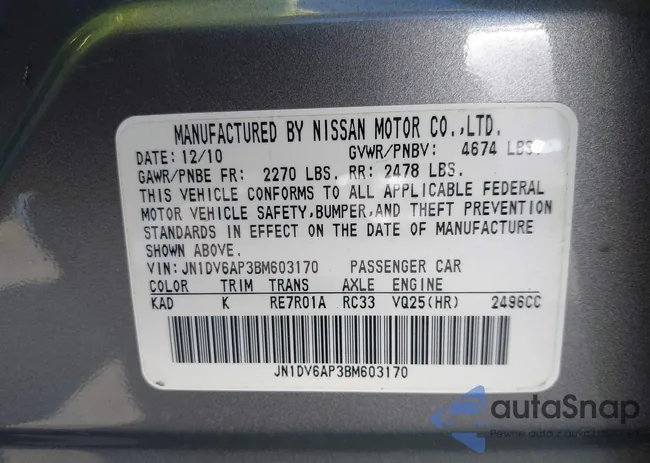 MANUFACTURED BY NISSAN MOTOR CO.,LTD.
DATE: 12/10 GVWR/PNBV: 4674 LBS.
GAWR/PNBE FR: 2270 LBS. RR: 2478 LBS.
THIS VEHICLE CONFORMS TO ALL APPLICABLE FEDERAL
MOTOR VEHICLE SAFETY,BUMPER,AND THEFT PREVENTION
STANDARDS IN EFFECT ON THE DATE OF MANUFACTURE
SHOWN ABOVE.
VIN: JN1DV6AP3BM603170 PASSENGER CAR
COLOR TRIM TRANS AXLE ENGINE
KAD K RE7R01A RC33 VQ25(HR) 2496CC
JN1DV6AP3BM603170
autaSnap
Pewne auto z aukcji